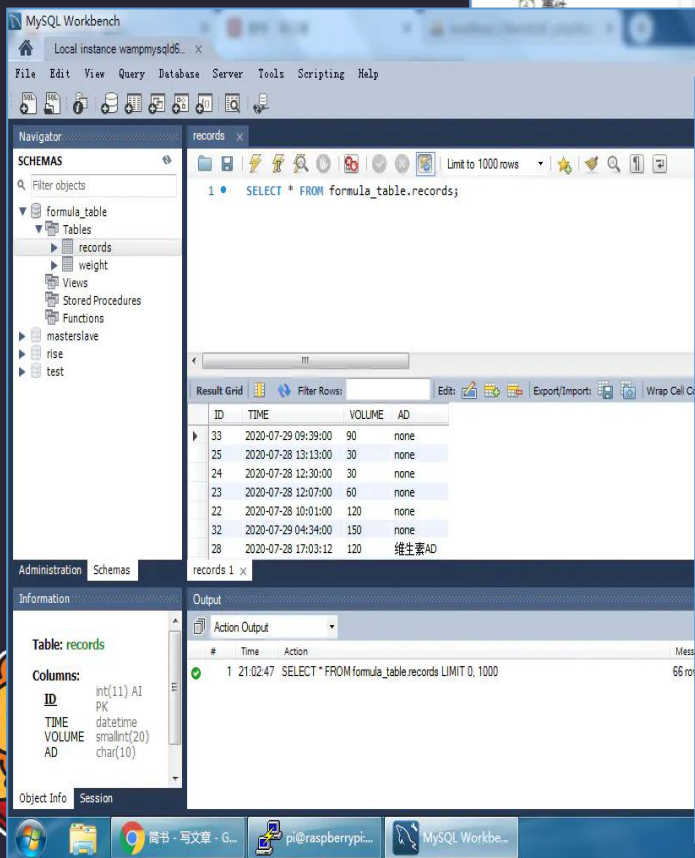 事件
MySQL Workbench
Local instance wampmysqld6..
File Edit View Query Database Server Tools Scripting Help
Navigator
SCHEMAS
Filter objects
formula_table
Tables
records
weight
Views
Stored Procedures
Functions
masterslave
rise
test
Administration Schemas
Information
Table: records
Columns:
ID int(11) AI PK
TIME datetime
VOLUME smallint(20)
AD char(10)
Object Info Session
records
Limit to 1000 rows
1 SELECT * FROM formula_table.records;
Result Grid Filter Rows: Edit: Export/Import: Wrap Cell Co
ID TIME VOLUME AD
33 2020-07-29 09:39:00 90 none
25 2020-07-28 13:13:00 30 none
24 2020-07-28 12:30:00 30 none
23 2020-07-28 12:07:00 60 none
22 2020-07-28 10:01:00 120 none
32 2020-07-29 04:34:00 150 none
28 2020-07-28 17:03:12 120 维生素AD
records 1
Output
Action Output
# Time Action Mess
1 21:02:47 SELECT * FROM formula_table.records LIMIT 0, 1000 66 ro
简书 - 写文章 - G... pi@raspberrypi:... MySQL Workbe...